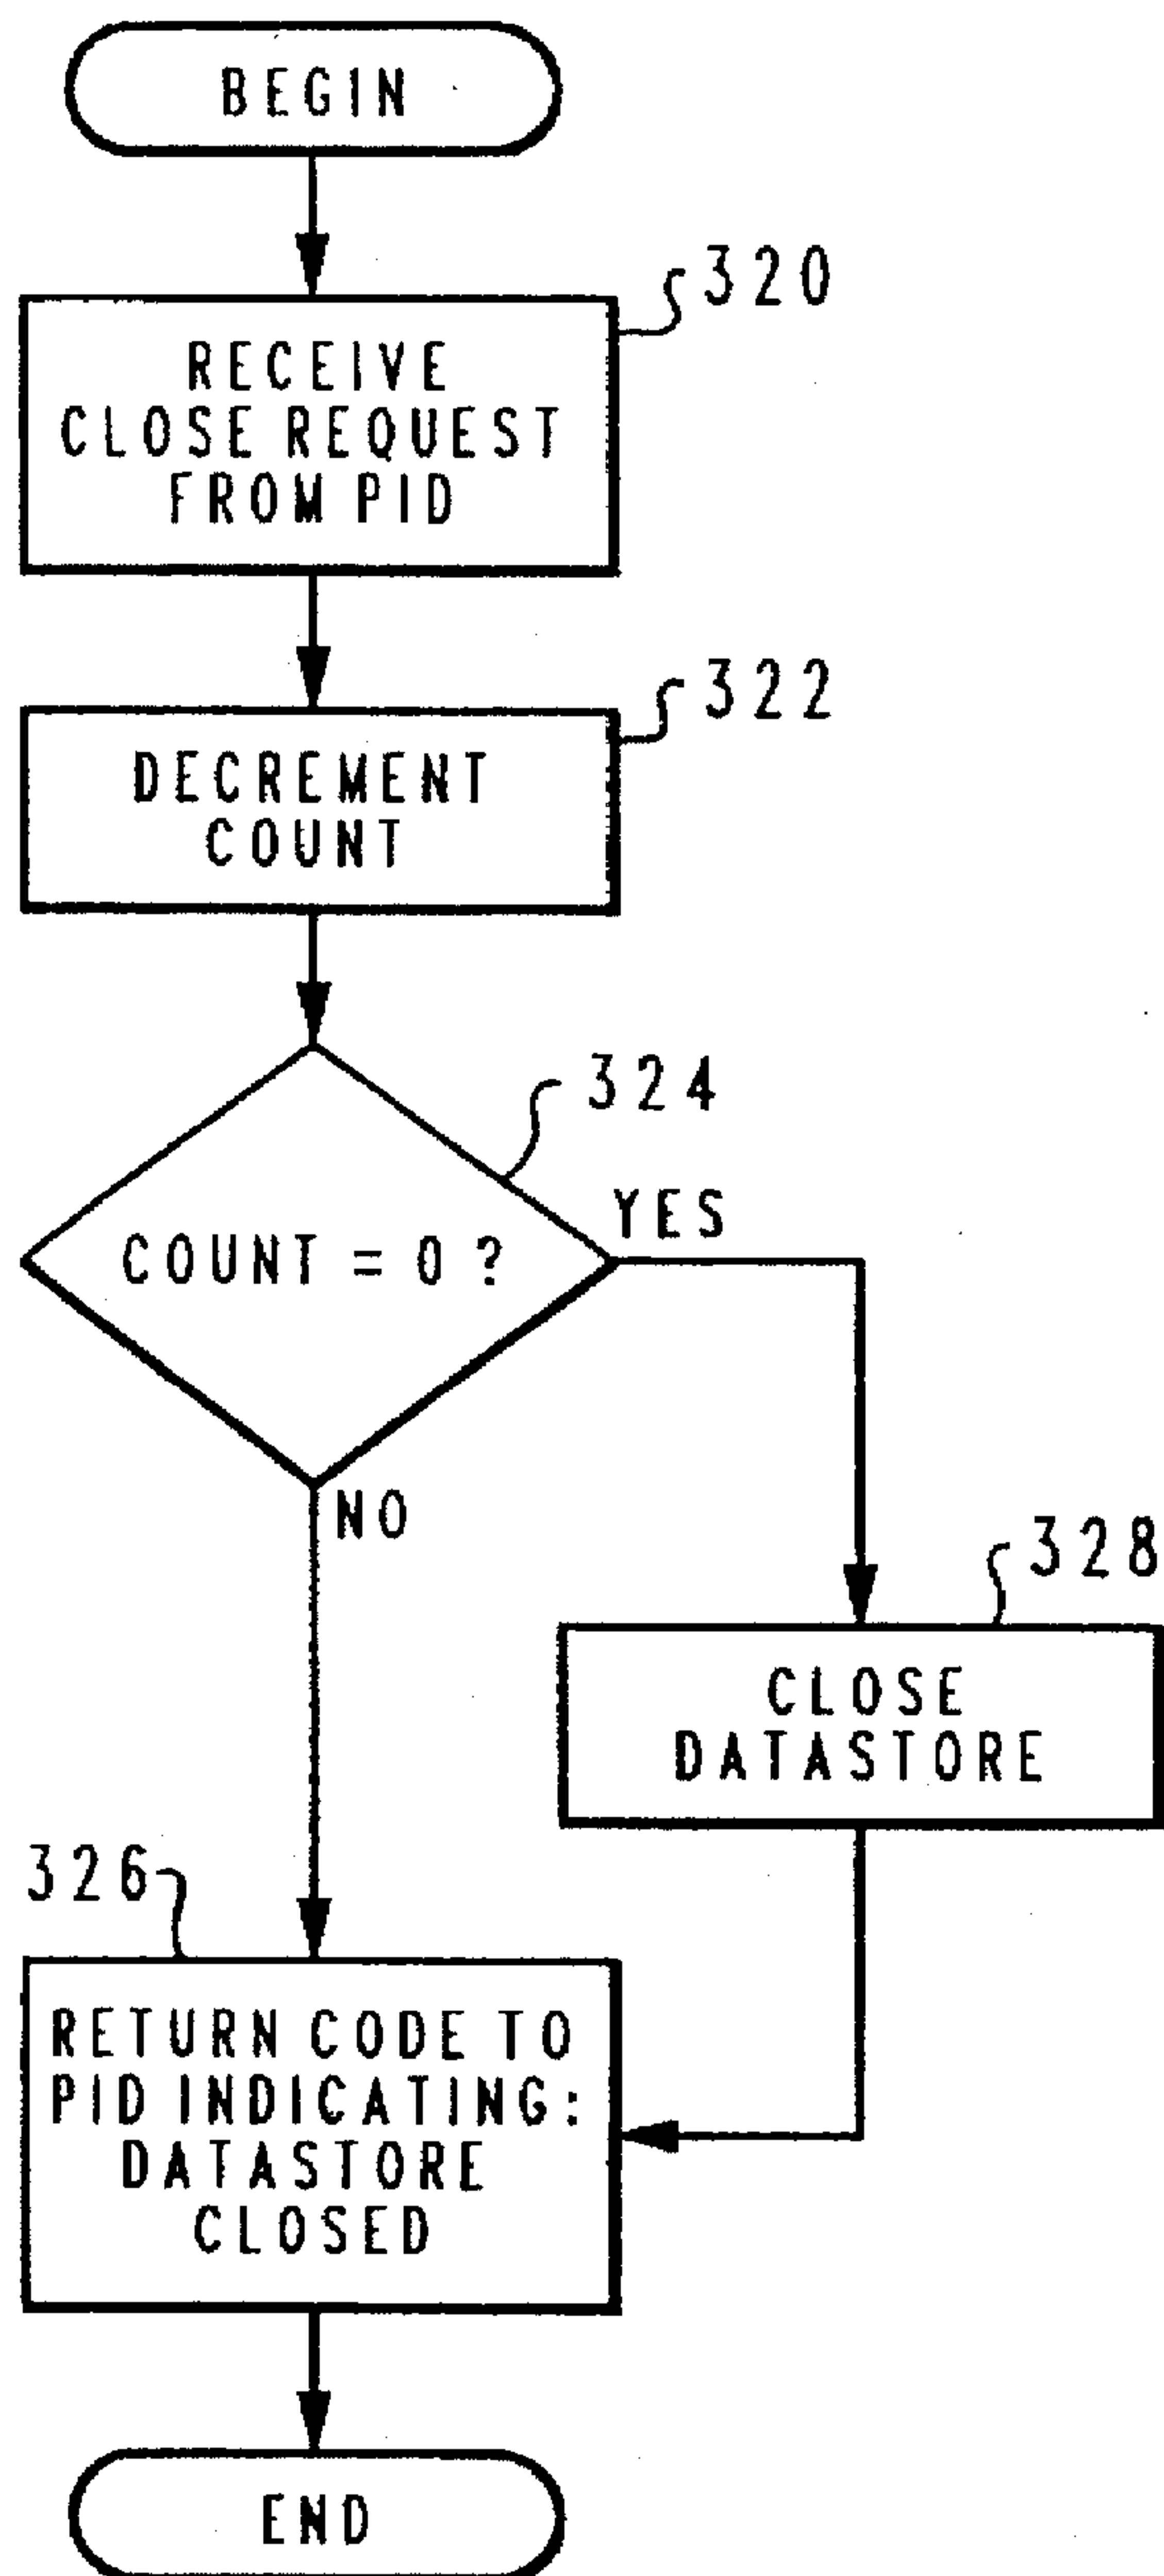 BEGIN
320
RECEIVE
CLOSE REQUEST
FROM PID
322
DECREMENT
COUNT
324
COUNT = 0 ?
YES
NO
328
CLOSE
DATASTORE
326
RETURN CODE TO
PID INDICATING:
DATASTORE
CLOSED
END